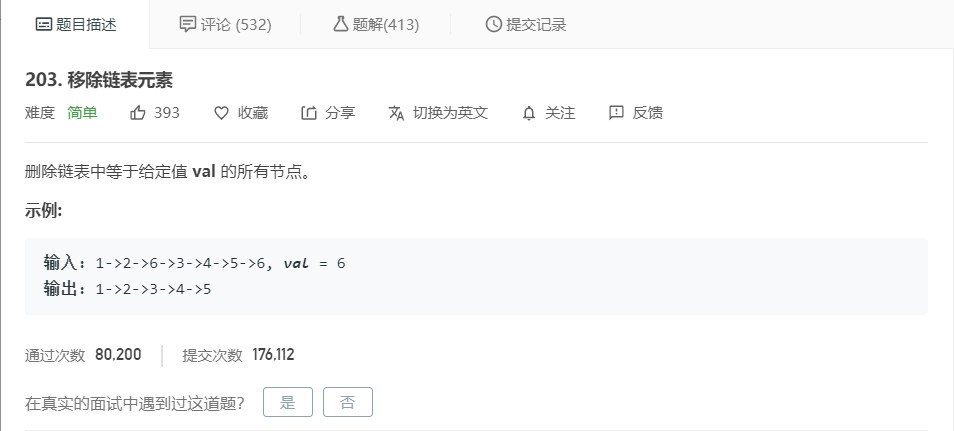 题目描述 评论 (532) 题解(413) 提交记录
203. 移除链表元素
难度 简单 393 收藏 分享 切换为英文 关注 反馈
删除链表中等于给定值 val 的所有节点。
示例:
输入: 1->2->6->3->4->5->6, val = 6
输出: 1->2->3->4->5
通过次数 80,200 提交次数 176,112
在真实的面试中遇到过这道题? 是 否